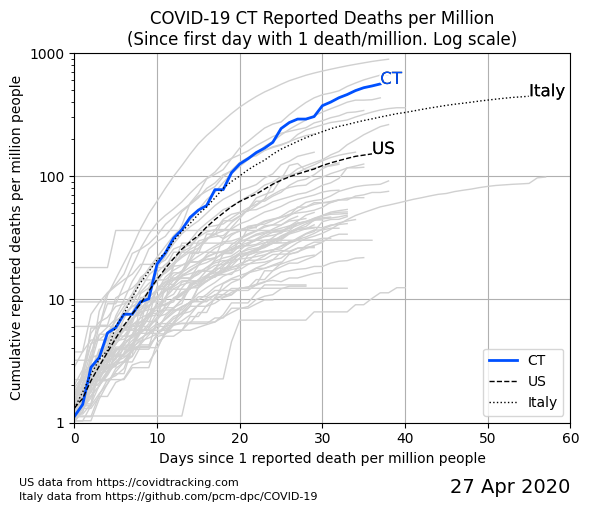 COVID-19 CT Reported Deaths per Million
(Since first day with 1 death/million. Log scale)
Cumulative reported deaths per million people
1000
100
10
1
CT
Italy
US
CT
US
Italy
0 10 20 30 40 50 60
Days since 1 reported death per million people
US data from https://covidtracking.com
Italy data from https://github.com/pcm-dpc/COVID-19
27 Apr 2020